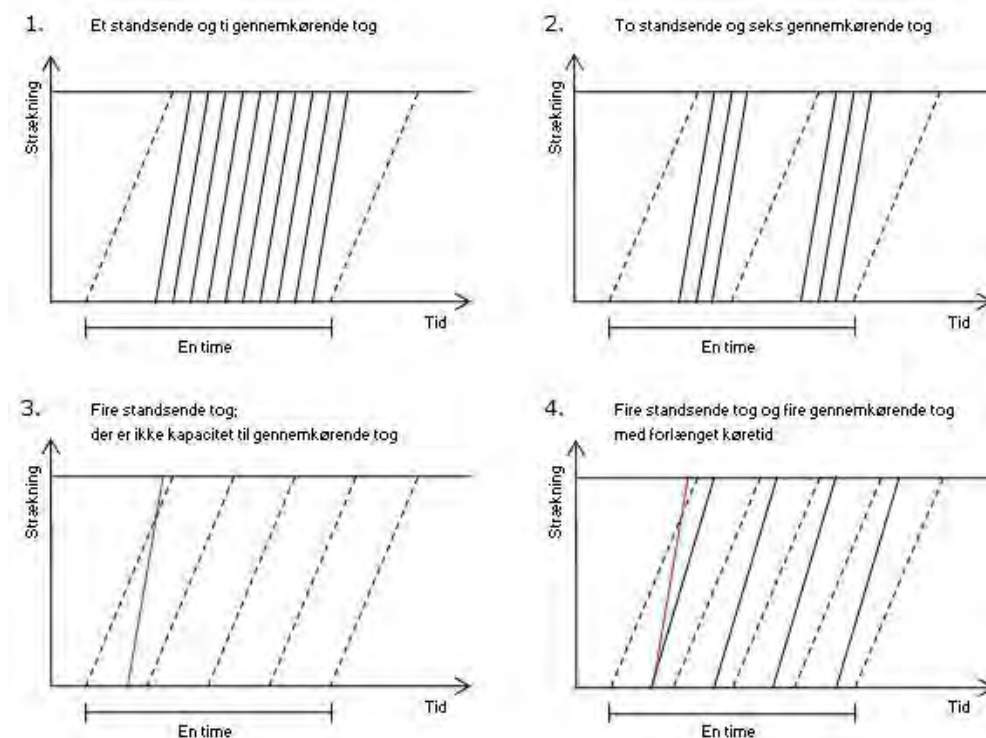 1. Et standsende og ti gennemkørende tog
Strækning
Tid
En time
2. To standsende og seks gennemkørende tog
Strækning
Tid
En time
3. Fire standsende tog;
der er ikke kapacitet til gennemkørende tog
Strækning
Tid
En time
4. Fire standsende tog og fire gennemkørende tog
med forlænget køretid
Strækning
Tid
En time